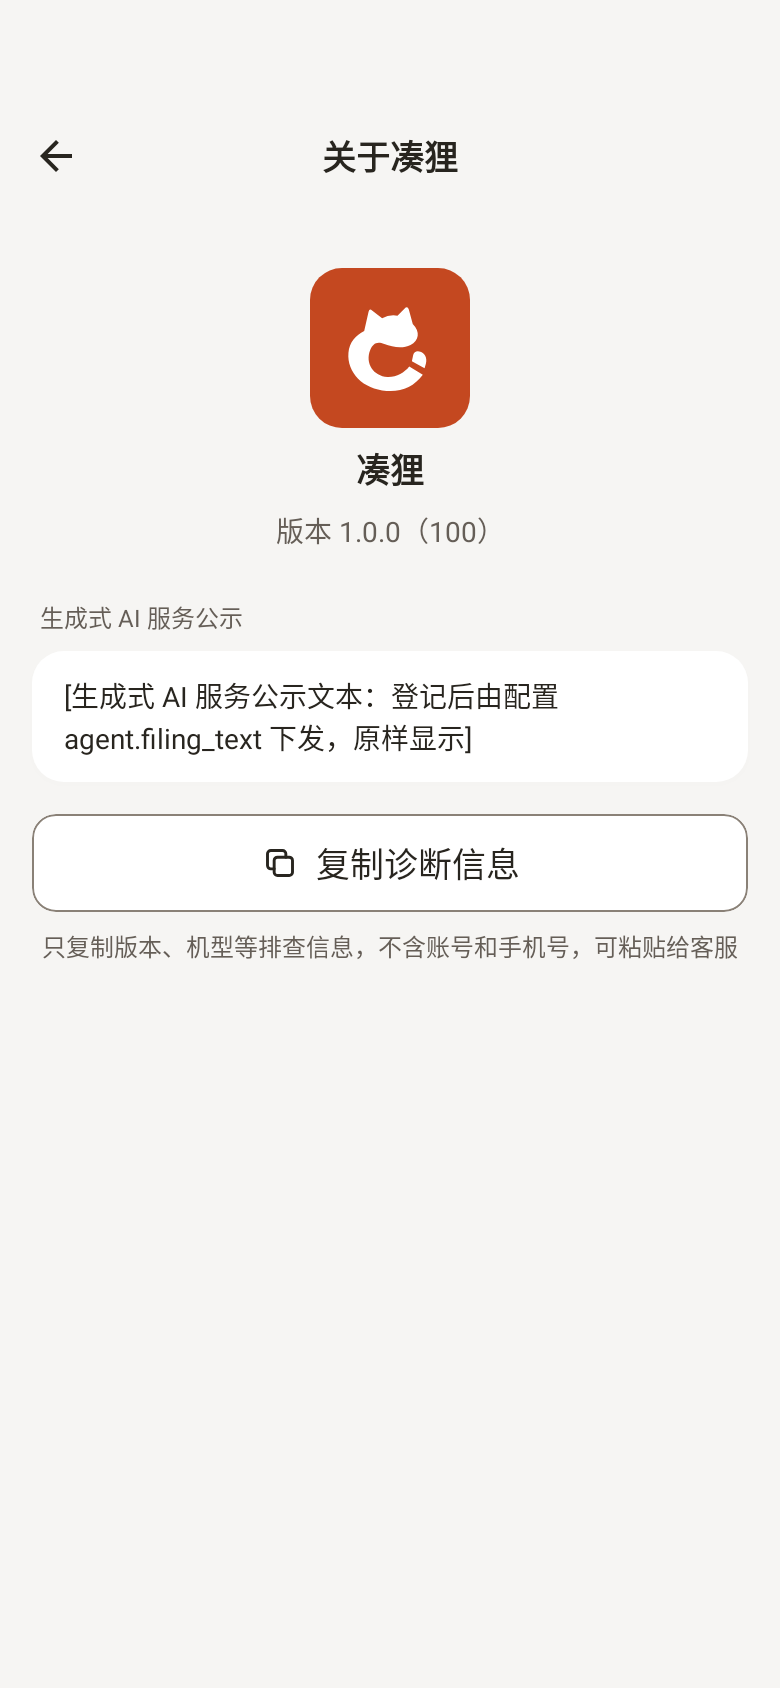 关于凑狸
凑狸
版本 1.0.0（100）
生成式 AI 服务公示
[生成式 AI 服务公示文本：登记后由配置
agent.filing_text 下发，原样显示]
复制诊断信息
只复制版本、机型等排查信息，不含账号和手机号，可粘贴给客服